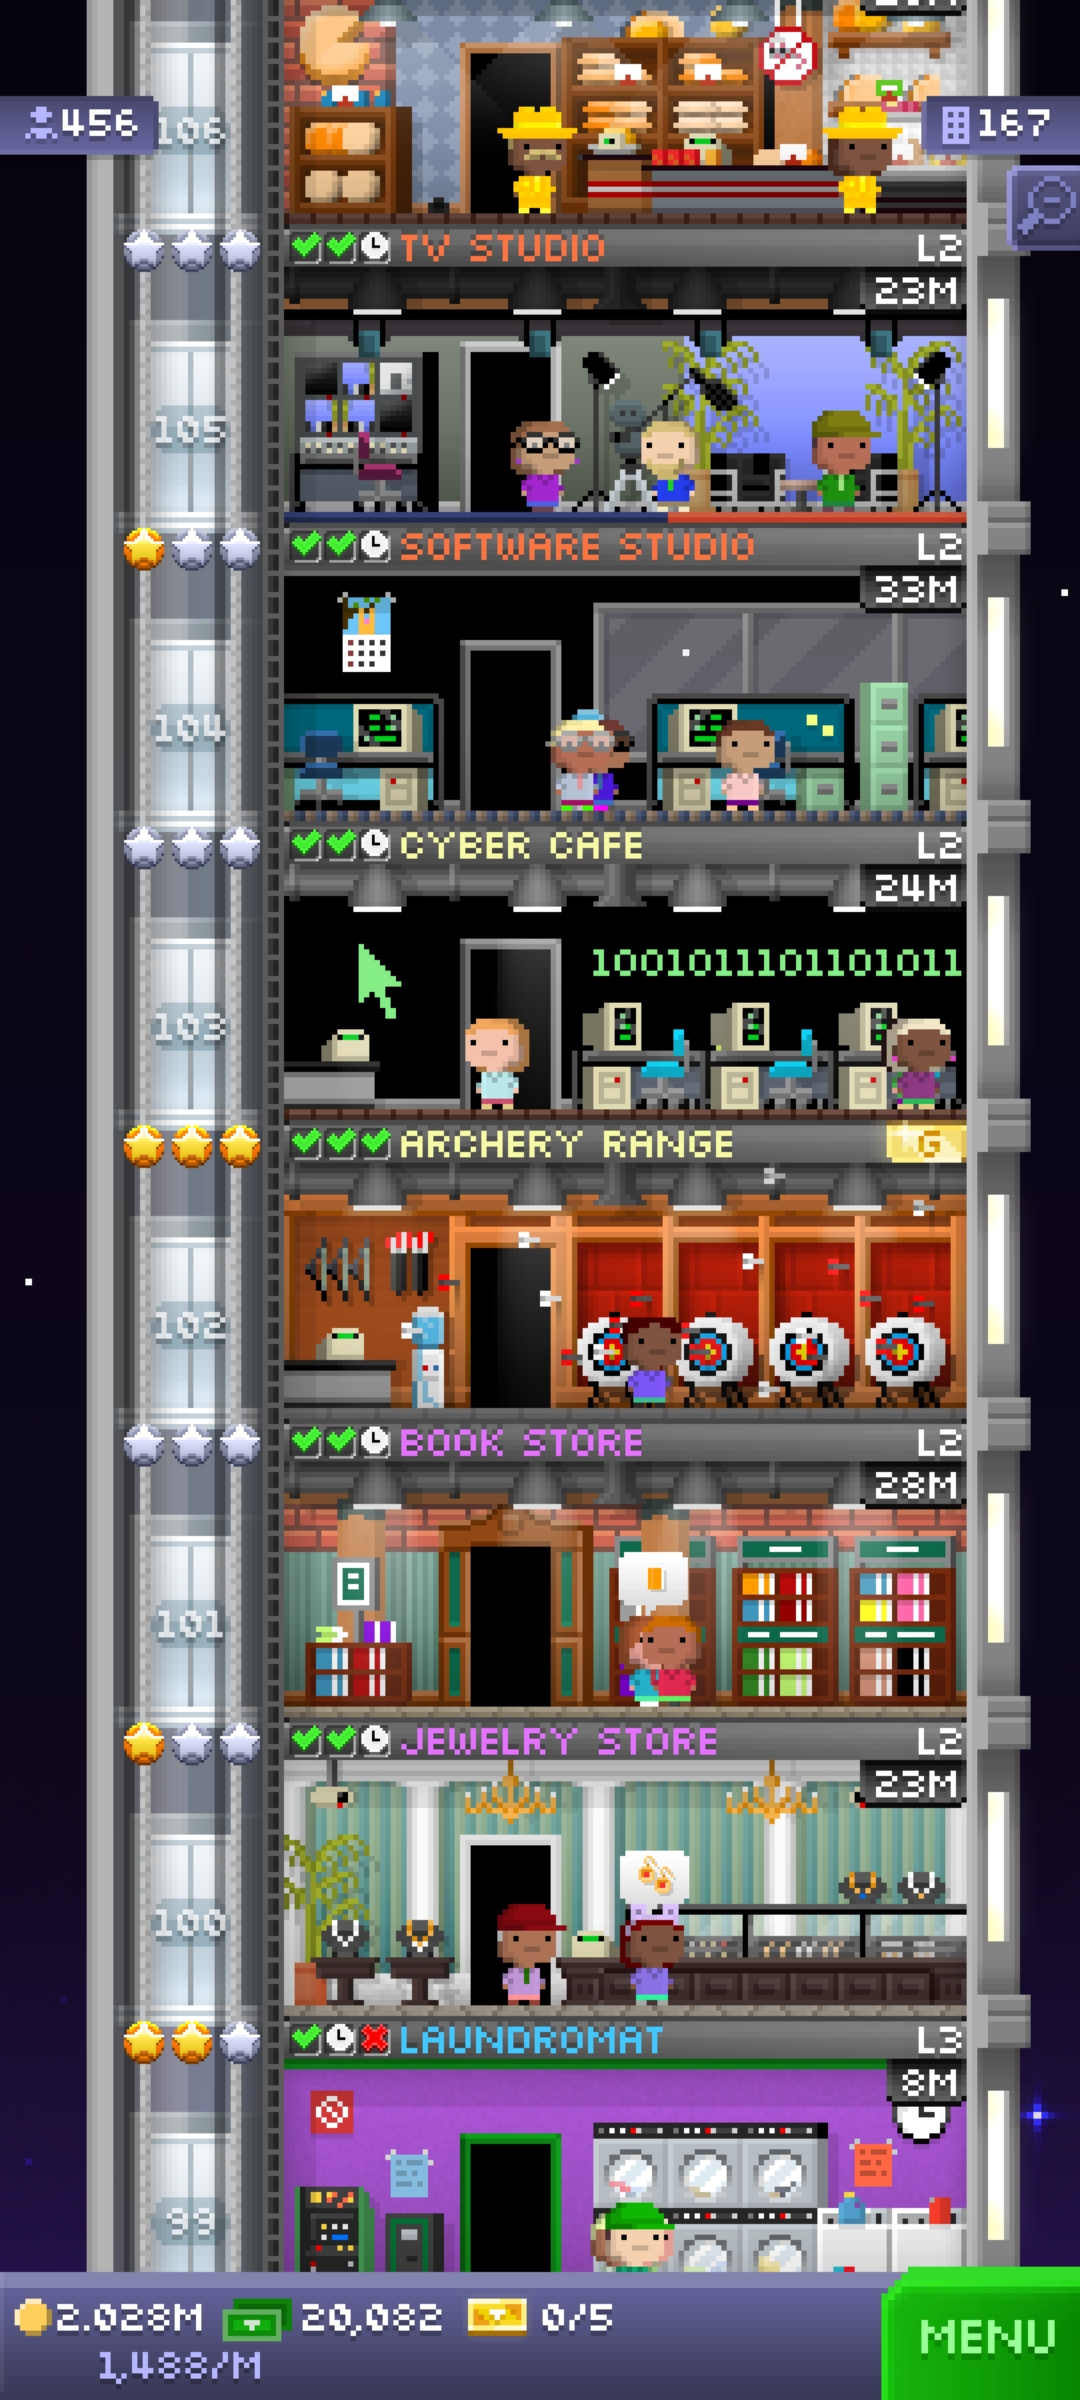 456
106
167
TV STUDIO L2
23M
105
SOFTWARE STUDIO L2
33M
104
CYBER CAFE L2
24M
1001011101101011
103
ARCHERY RANGE G
102
BOOK STORE L2
28M
101
JEWELRY STORE L2
23M
100
LAUNDROMAT L3
8M
2.028M 20,082 0/5
1,488/M
MENU